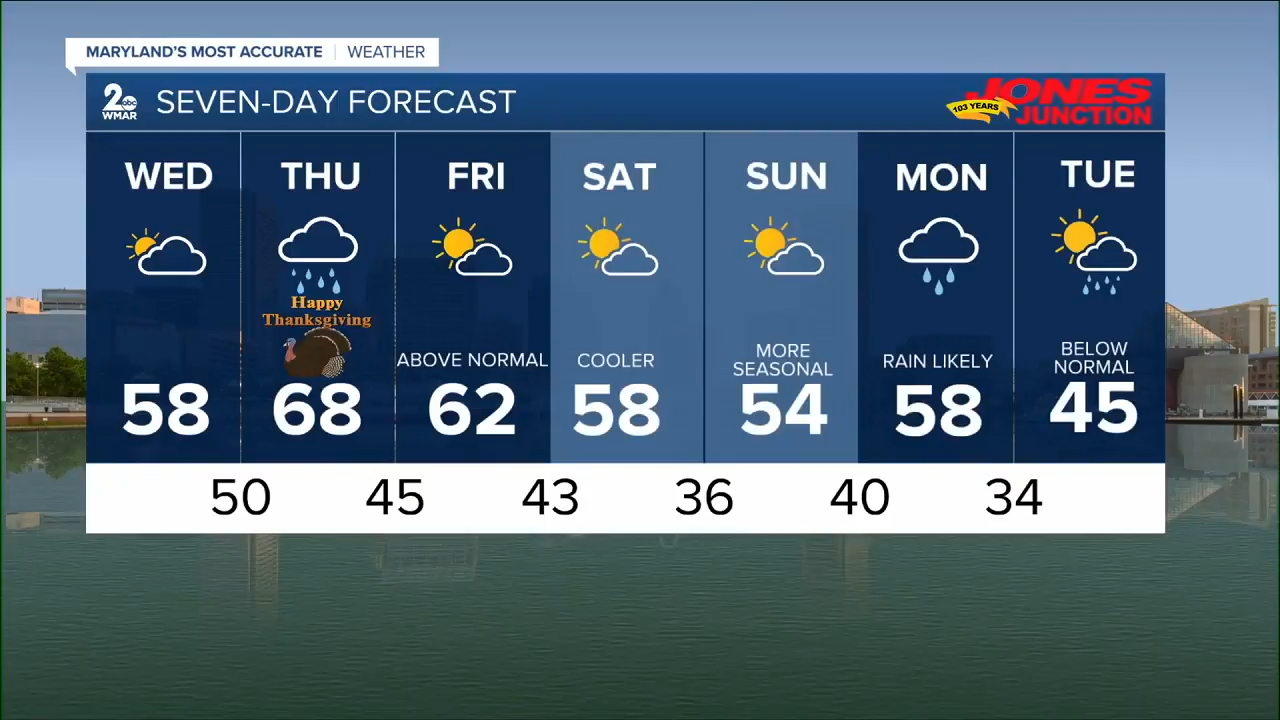 MARYLAND'S MOST ACCURATE | WEATHER
2 abc
WMAR
SEVEN-DAY FORECAST
103 YEARS
JONES
JUNCTION
WED
THU
FRI
SAT
SUN
MON
TUE
Happy
Thanksgiving
ABOVE NORMAL
COOLER
MORE
SEASONAL
RAIN LIKELY
BELOW
NORMAL
58
68
62
58
54
58
45
50
45
43
36
40
34